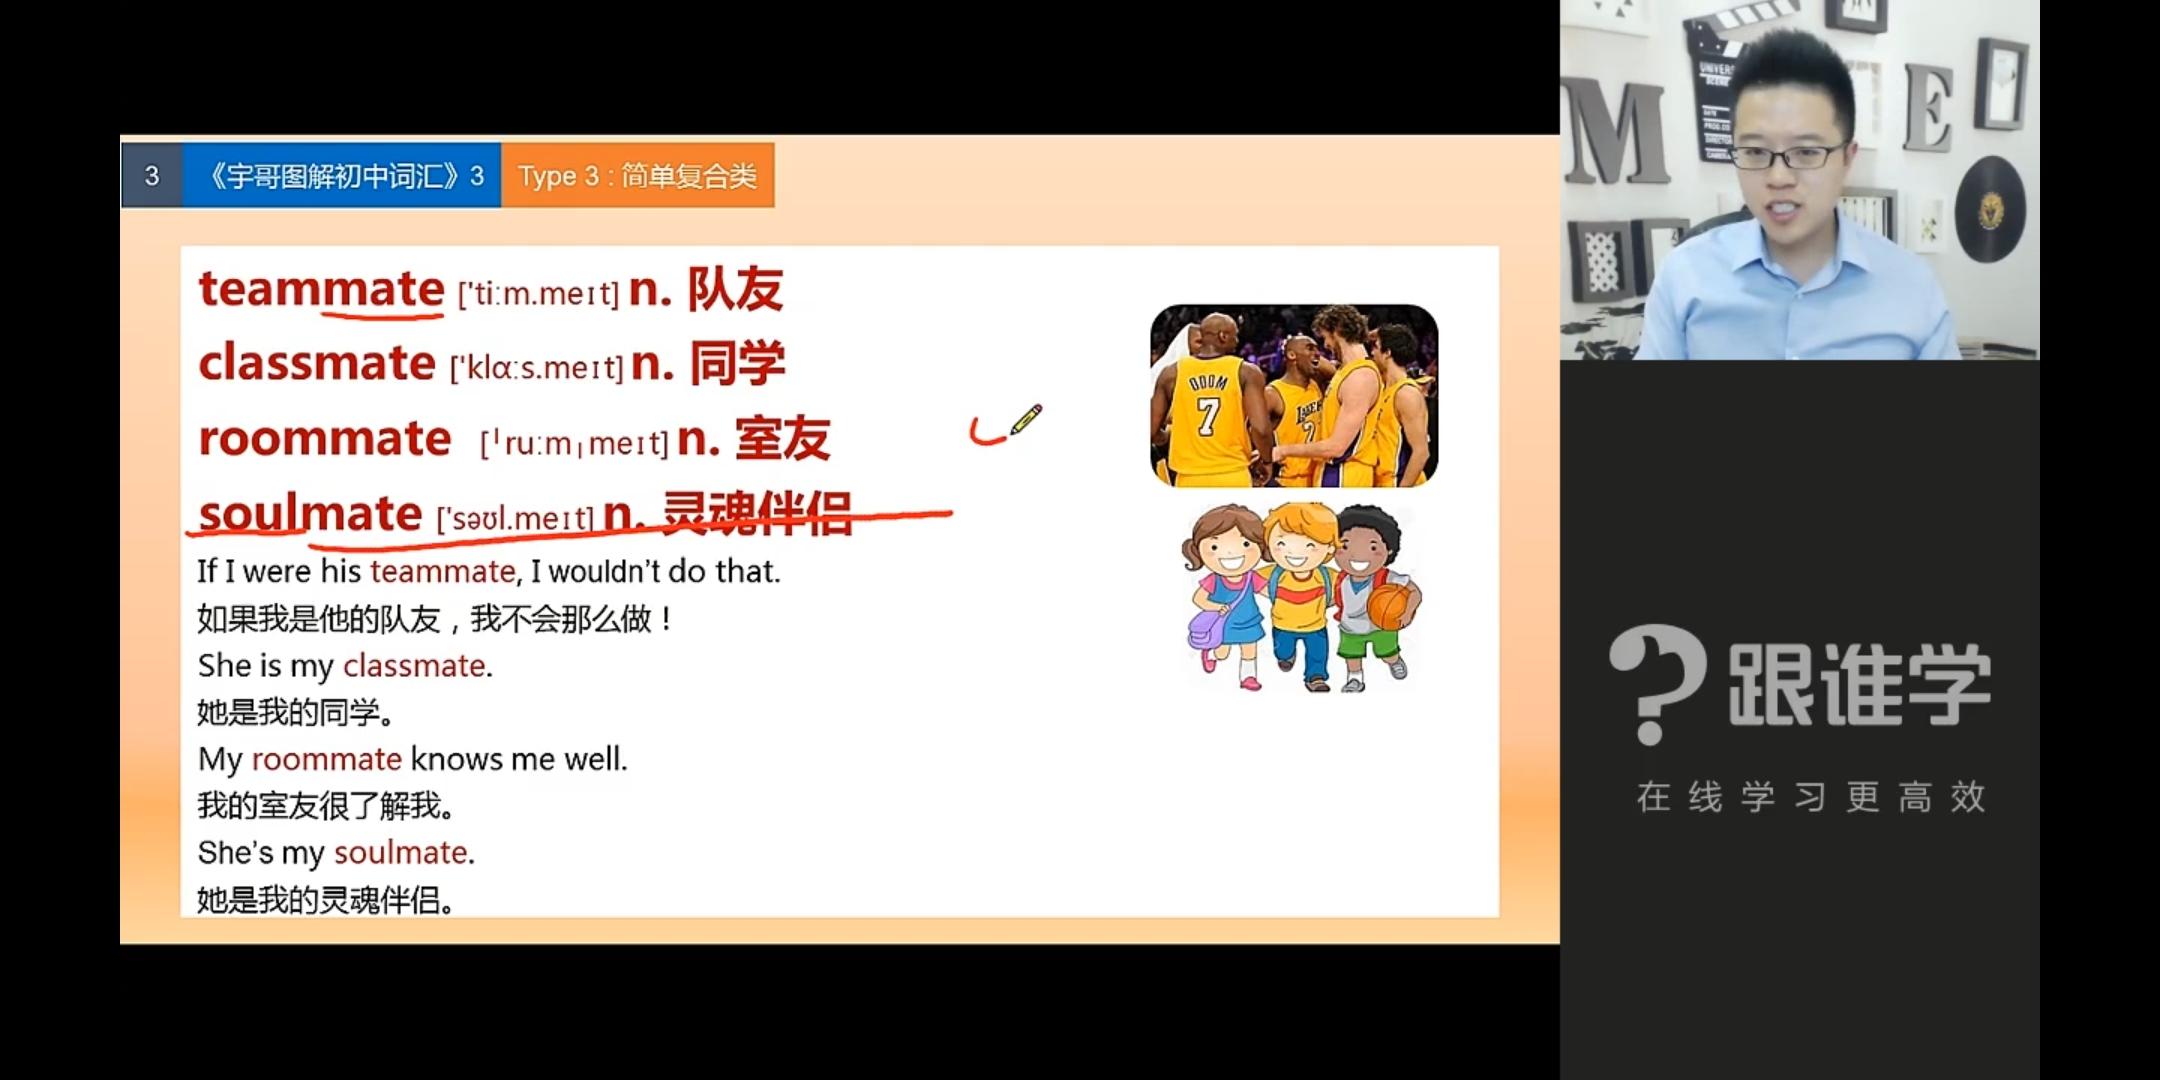 3 《宇哥图解初中词汇》3 Type 3 : 简单复合类
teammate ['tiːm.meɪt] n. 队友
classmate ['klɑːs.meɪt] n. 同学
roommate [ˈruːmˌmeɪt] n. 室友
soulmate ['səʊl.meɪt] n. 灵魂伴侣
If I were his teammate, I wouldn't do that.
如果我是他的队友，我不会那么做！
She is my classmate.
她是我的同学。
My roommate knows me well.
我的室友很了解我。
She's my soulmate.
她是我的灵魂伴侣。
ODOM
7
M
E
跟谁学
在线学习更高效